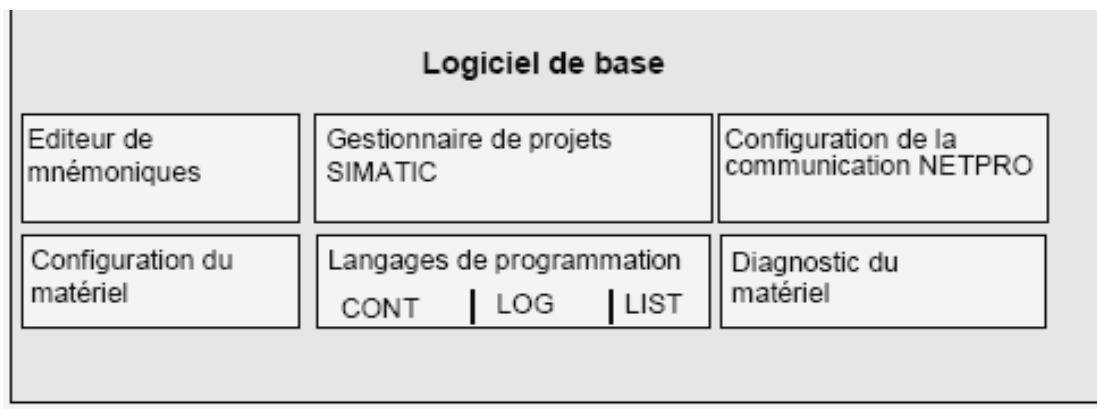 Logiciel de base
Editeur de
mnémoniques
Gestionnaire de projets
SIMATIC
Configuration de la
communication NETPRO
Configuration du
matériel
Langages de programmation
CONT | LOG | LIST
Diagnostic du
matériel